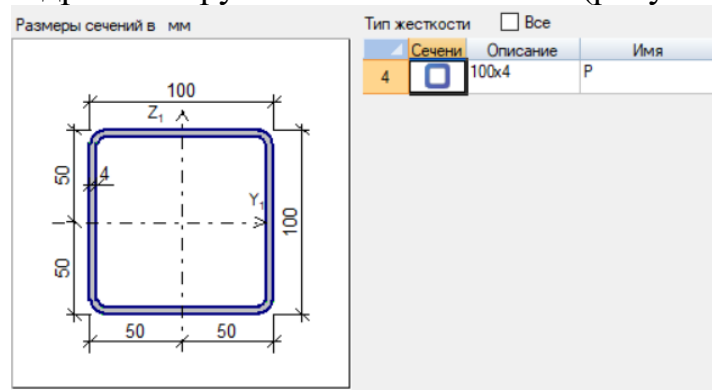 Размеры сечений в мм
Тип жесткости Все
Сечени Описание Имя
4 100x4 P
100
Z1
50
4
Y1
100
50
50 50